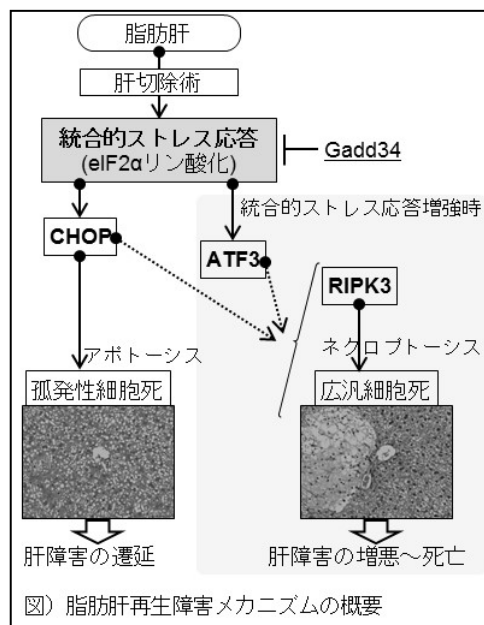 脂肪肝
肝切除術
統合的ストレス応答
(eIF2αリン酸化)
Gadd34
統合的ストレス応答増強時
CHOP
ATF3
RIPK3
アポトーシス
ネクロプトーシス
孤発性細胞死
広汎細胞死
肝障害の遷延
肝障害の増悪～死亡
図）脂肪肝再生障害メカニズムの概要